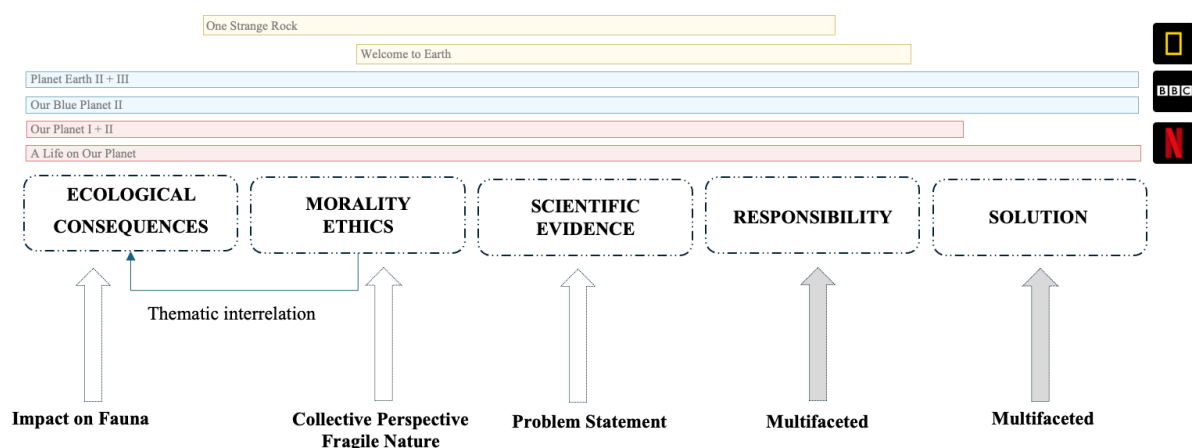 One Strange Rock
Welcome to Earth
Planet Earth II + III
Our Blue Planet II
BBC
Our Planet I + II
A Life on Our Planet
N
ECOLOGICAL
CONSEQUENCES
MORALITY
ETHICS
SCIENTIFIC
EVIDENCE
RESPONSIBILITY
SOLUTION
Thematic interrelation
Impact on Fauna
Collective Perspective
Fragile Nature
Problem Statement
Multifaceted
Multifaceted